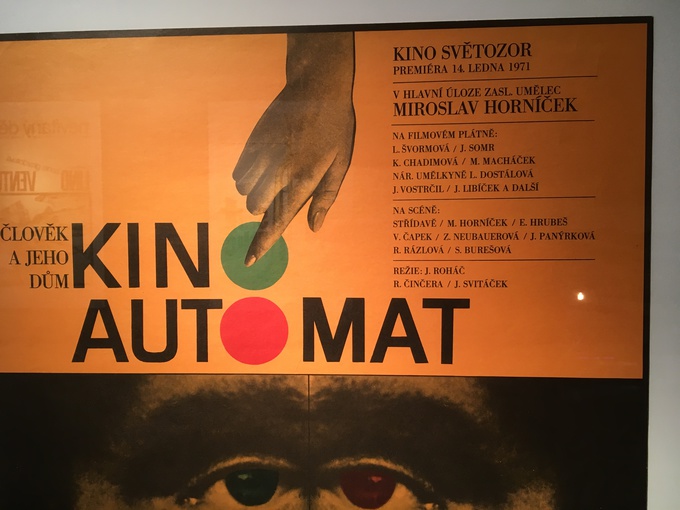 KINO SVĚTOZOR
PREMIÉRA 14. LEDNA 1971
V HLAVNÍ ÚLOZE ZASL. UMĚLEC
MIROSLAV HORNÍČEK
NA FILMOVÉM PLÁTNĚ:
L. ŠVORMOVÁ / J. SOMR
K. CHADIMOVÁ / M. MACHÁČEK
NÁR. UMĚLKYNĚ L. DOSTÁLOVÁ
J. VOSTRČIL / J. LIBÍČEK A DALŠÍ
NA SCÉNĚ:
STŘÍDAVĚ / M. HORNÍČEK / E. HRUBEŠ
V. ČAPEK / Z. NEUBAUEROVÁ / J. PANÝRKOVÁ
R. RÁZLOVÁ / S. BUREŠOVÁ
REŽIE: J. ROHÁČ
R. ČINČERA / J. SVITÁČEK
ČLOVĚK
A JEHO
DŮM
KINO
AUTOMAT